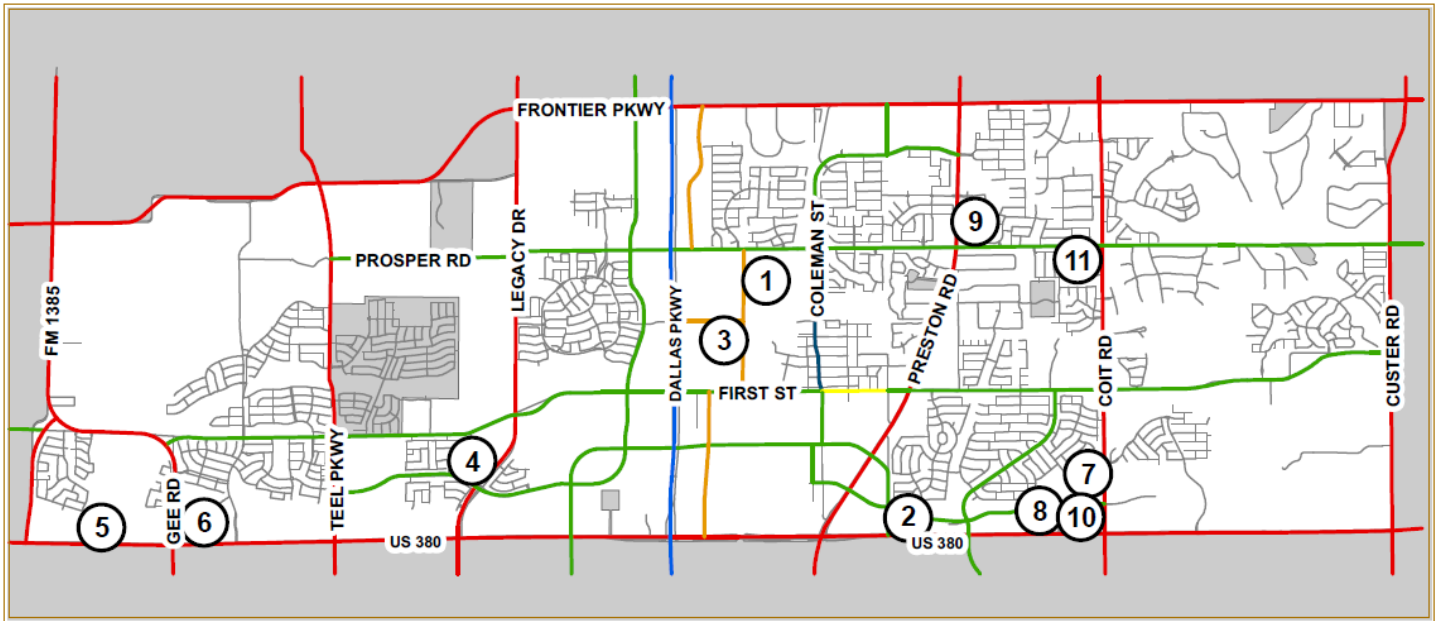 FRONTIER PKWY
LEGACY DR
COLEMAN ST
9
PROSPER RD
11
1
FM 1385
DALLAS PKWY
PRESTON RD
3
COIT RD
CUSTER RD
FIRST ST
TEEL PKWY
4
7
GEE RD
5
6
2
8
10
US 380
US 380